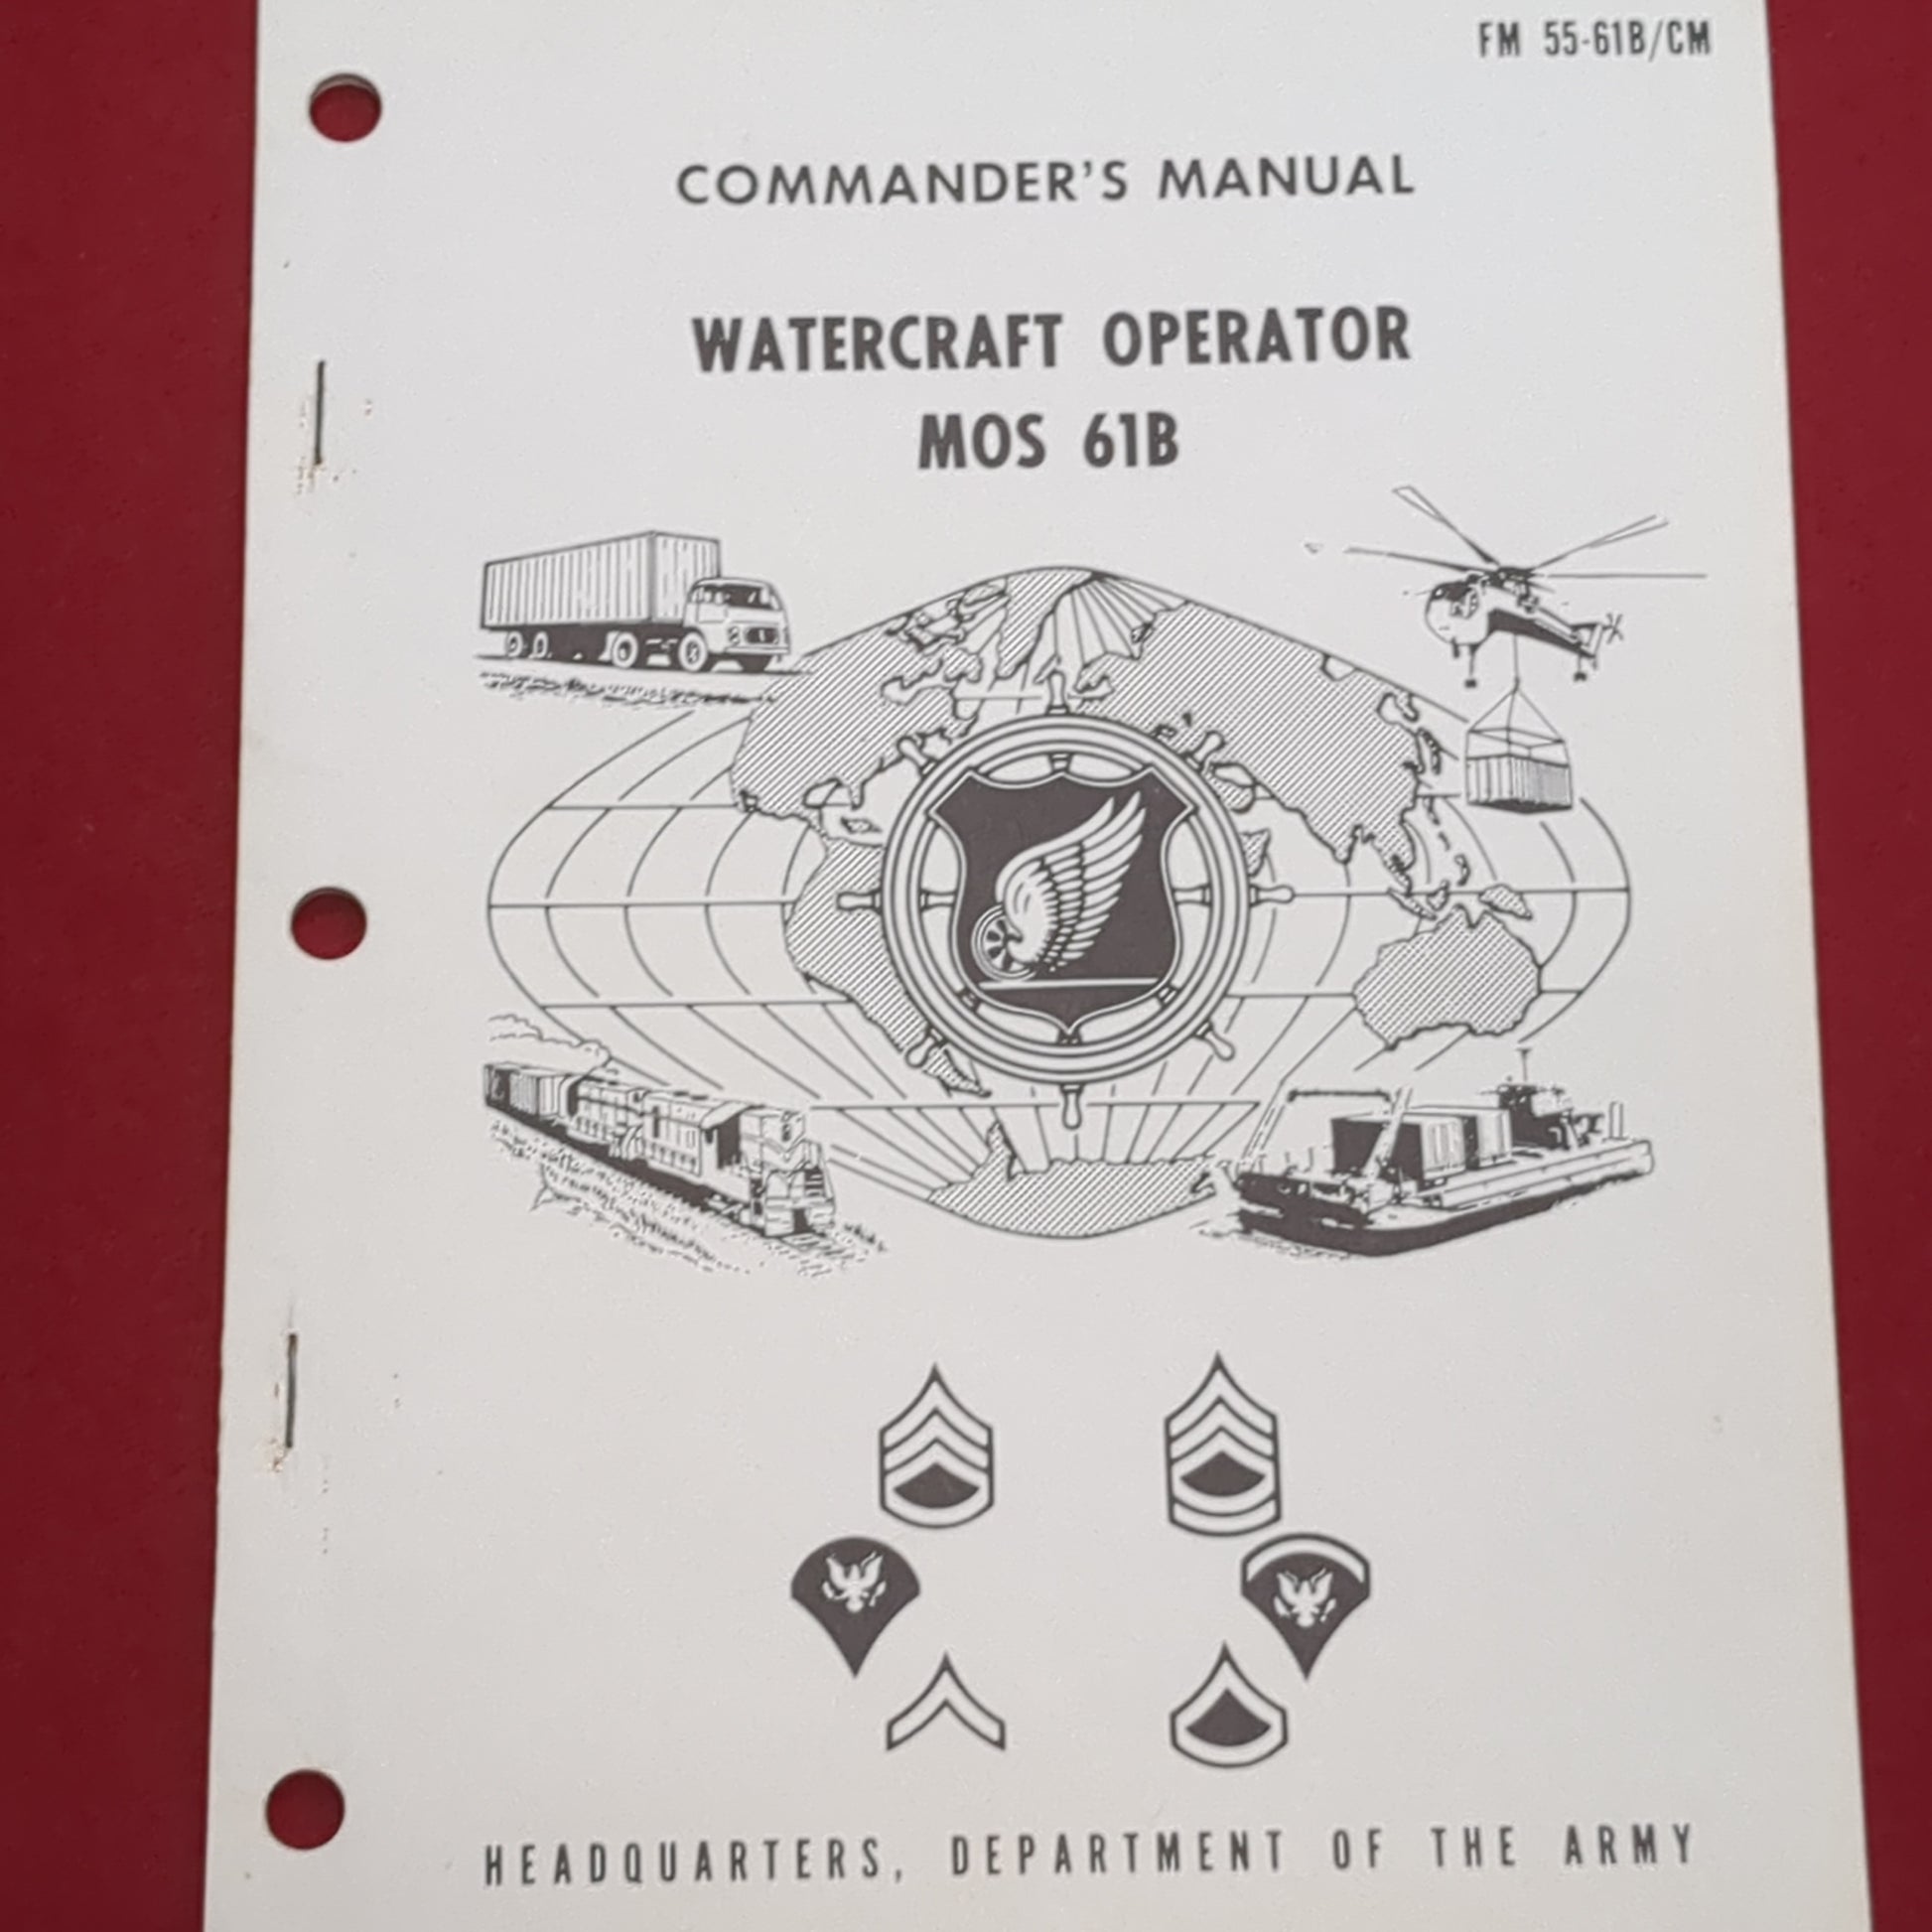 FM 55-61B/CM
COMMANDER'S MANUAL
WATERCRAFT OPERATOR
MOS 61B
HEADQUARTERS, DEPARTMENT OF THE ARMY